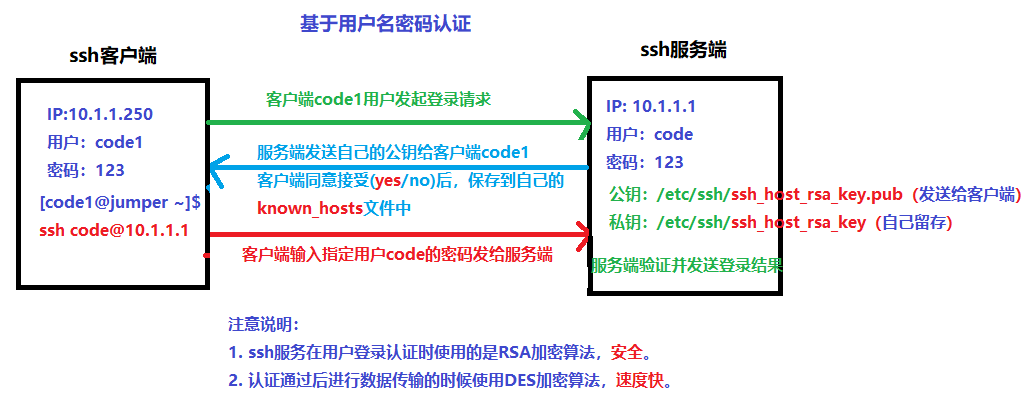 基于用户名密码认证
ssh客户端
ssh服务端
IP:10.1.1.250
用户：code1
密码：123
[code1@jumper ~]$
ssh code@10.1.1.1
客户端code1用户发起登录请求
服务端发送自己的公钥给客户端code1
客户端同意接受(yes/no)后，保存到自己的
known_hosts文件中
客户端输入指定用户code的密码发给服务端
IP: 10.1.1.1
用户：code
密码：123
公钥：/etc/ssh/ssh_host_rsa_key.pub（发送给客户端）
私钥：/etc/ssh/ssh_host_rsa_key（自己留存）
服务端验证并发送登录结果
注意说明：
1. ssh服务在用户登录认证时使用的是RSA加密算法，安全。
2. 认证通过后进行数据传输的时候使用DES加密算法，速度快。